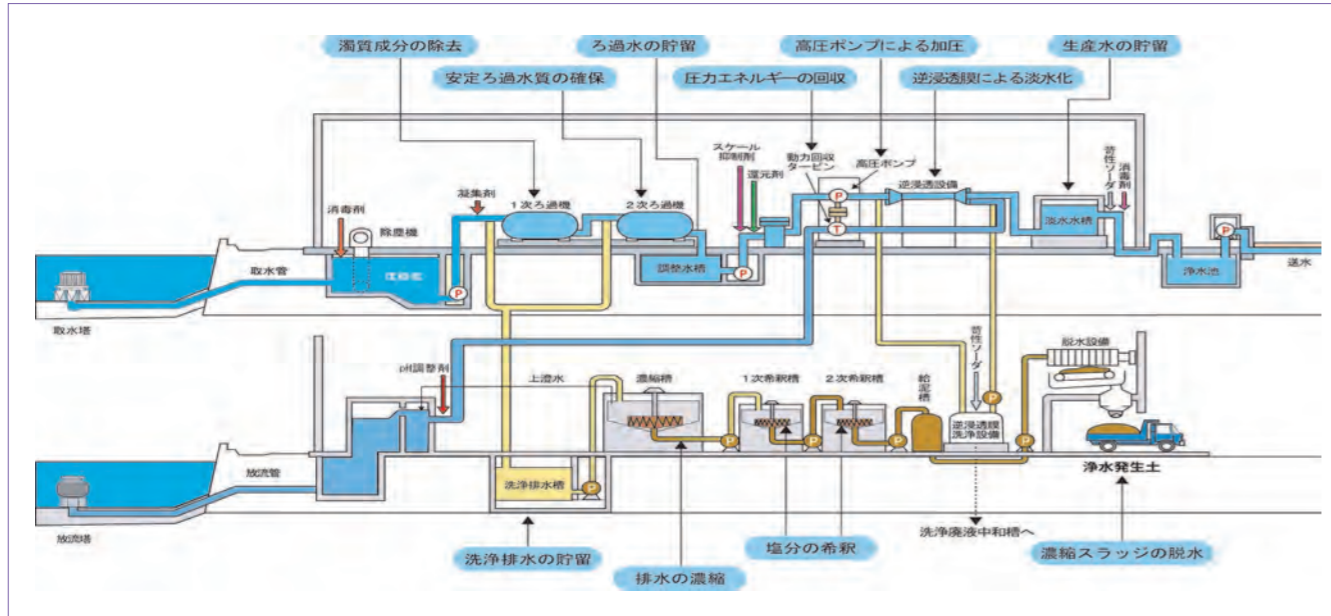 濁質成分の除去
ろ過水の貯留
高圧ポンプによる加圧
生産水の貯留
安定ろ過水質の確保
圧力エネルギーの回収
逆浸透膜による淡水化
スケール
抑制剤
還元剤
動力回収
タービン
高圧ポンプ
逆浸透設備
苛性ソーダ
消毒剤
凝集剤
1次ろ過機
2次ろ過機
消毒剤
除塵機
P
T
淡水水槽
P
取水管
調整水槽
P
P
浄水池
送水
取水塔
pH調整剤
上澄水
濃縮槽
1次希釈槽
2次希釈槽
給泥槽
苛性ソーダ
脱水設備
P
P
P
P
P
逆浸透膜
洗浄設備
放流管
洗浄排水槽
P
浄水発生土
放流塔
洗浄廃液中和槽へ
洗浄排水の貯留
排水の濃縮
塩分の希釈
濃縮スラッジの脱水